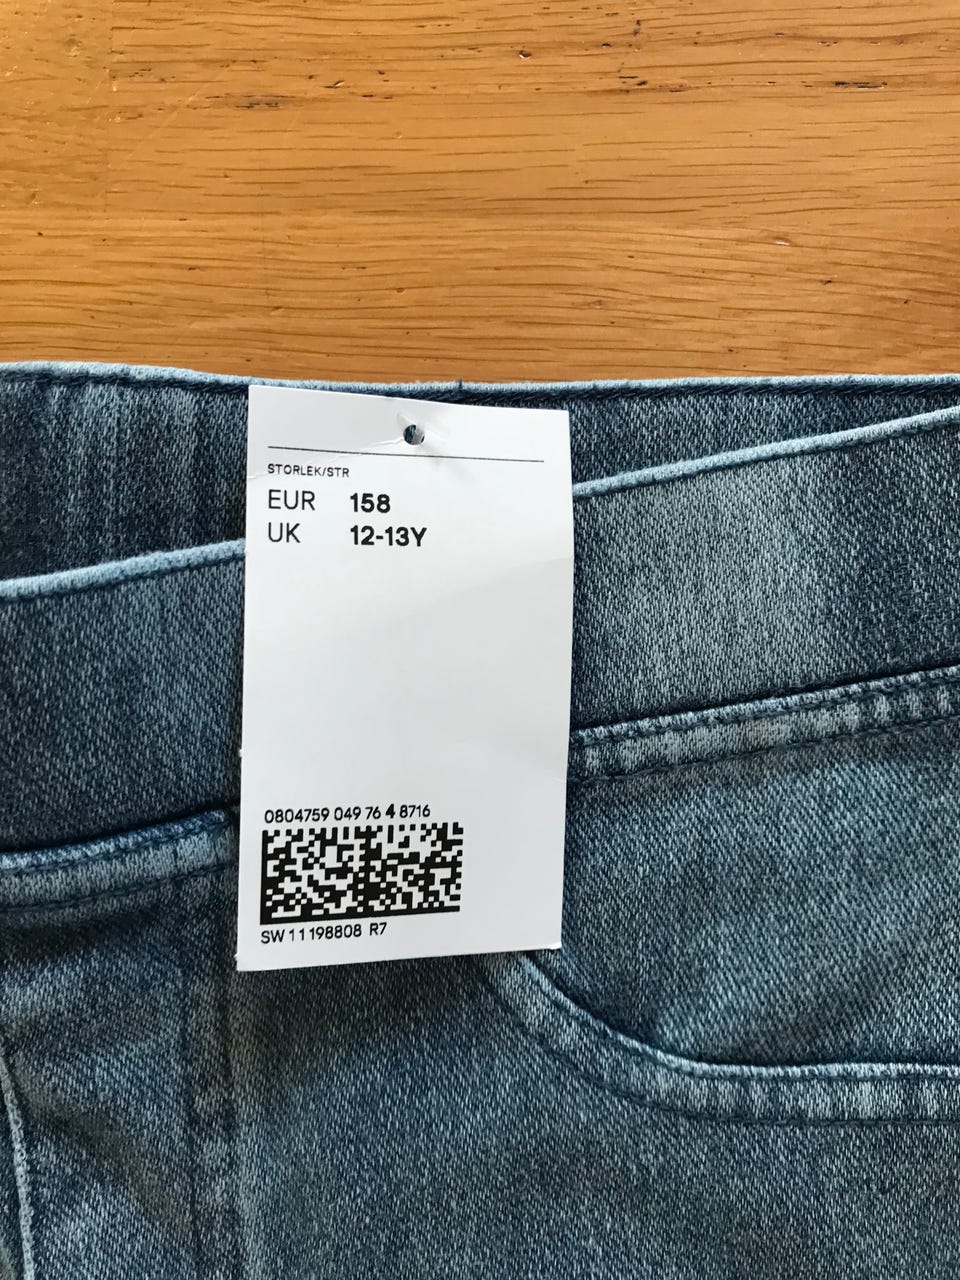 STORLEK/STR
EUR 158
UK 12-13Y
0804759 049 76 4 8716
SW 11198808 R7